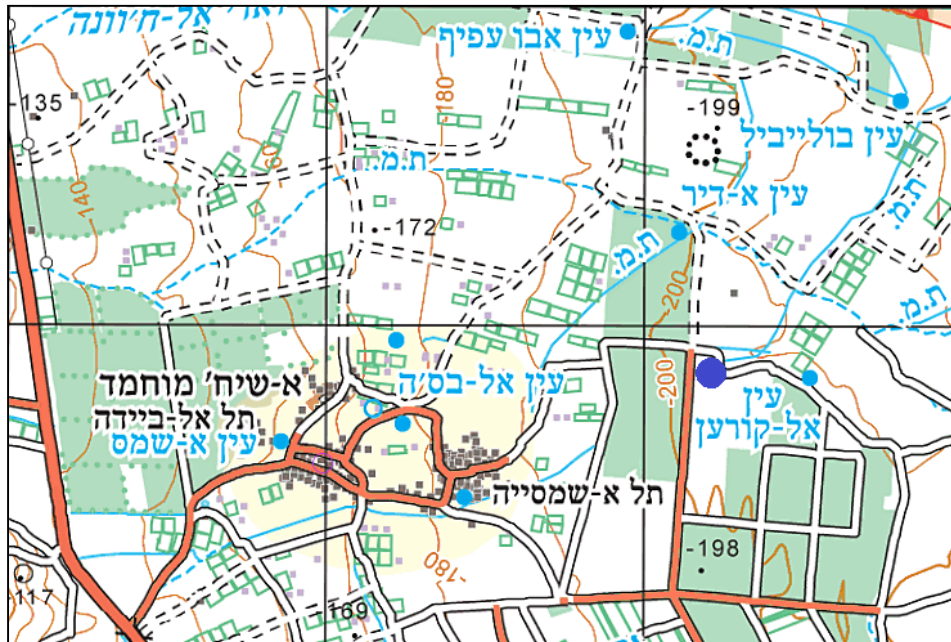 עין אבו עפיף
ת.מ.
-135
-180
-199
עין בולייביל
ת.מ.
עין א-דיר
140
-172
ת.מ.
ת.מ.
ת.מ.
-200
-200
א-שיח' מוחמד
תל אל-ביידה
עין א-שמס
עין אל-בס'ה
עין
אל-קורען
תל א-שמסייה
-198
-180
-169
117